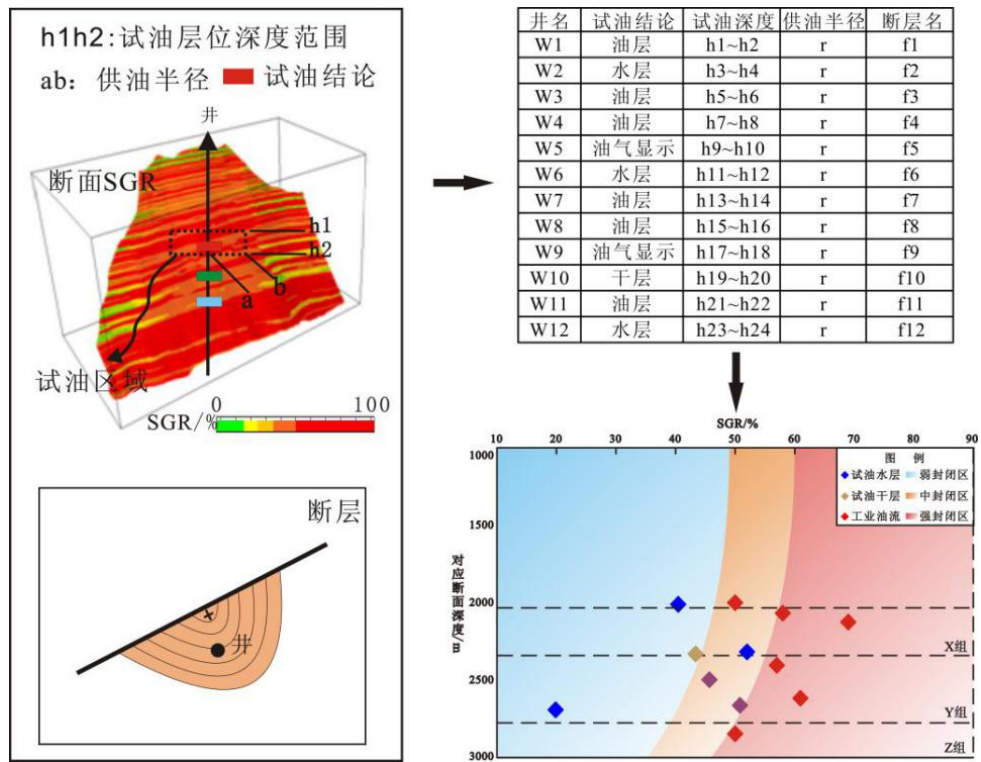 h1h2:试油层位深度范围
ab: 供油半径 试油结论
井
断面SGR
h1
h2
a
b
试油区域
0 100
SGR/%
断层
井
井名 试油结论 试油深度 供油半径 断层名
W1 油层 h1~h2 r f1
W2 水层 h3~h4 r f2
W3 油层 h5~h6 r f3
W4 油层 h7~h8 r f4
W5 油气显示 h9~h10 r f5
W6 水层 h11~h12 r f6
W7 油层 h13~h14 r f7
W8 油层 h15~h16 r f8
W9 油气显示 h17~h18 r f9
W10 干层 h19~h20 r f10
W11 油层 h21~h22 r f11
W12 水层 h23~h24 r f12
SGR/%
10 20 30 40 50 60 70 80 90
1000
1500
2000
2500
3000
对应断面深度/m
图 例
试油水层 弱封闭区
试油干层 中封闭区
工业油流 强封闭区
X组
Y组
Z组